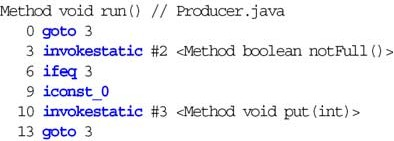 Method void run() // Producer.java
0 goto 3
3 invokestatic #2 <Method boolean notFull()>
6 ifeq 3
9 iconst_0
10 invokestatic #3 <Method void put(int)>
13 goto 3